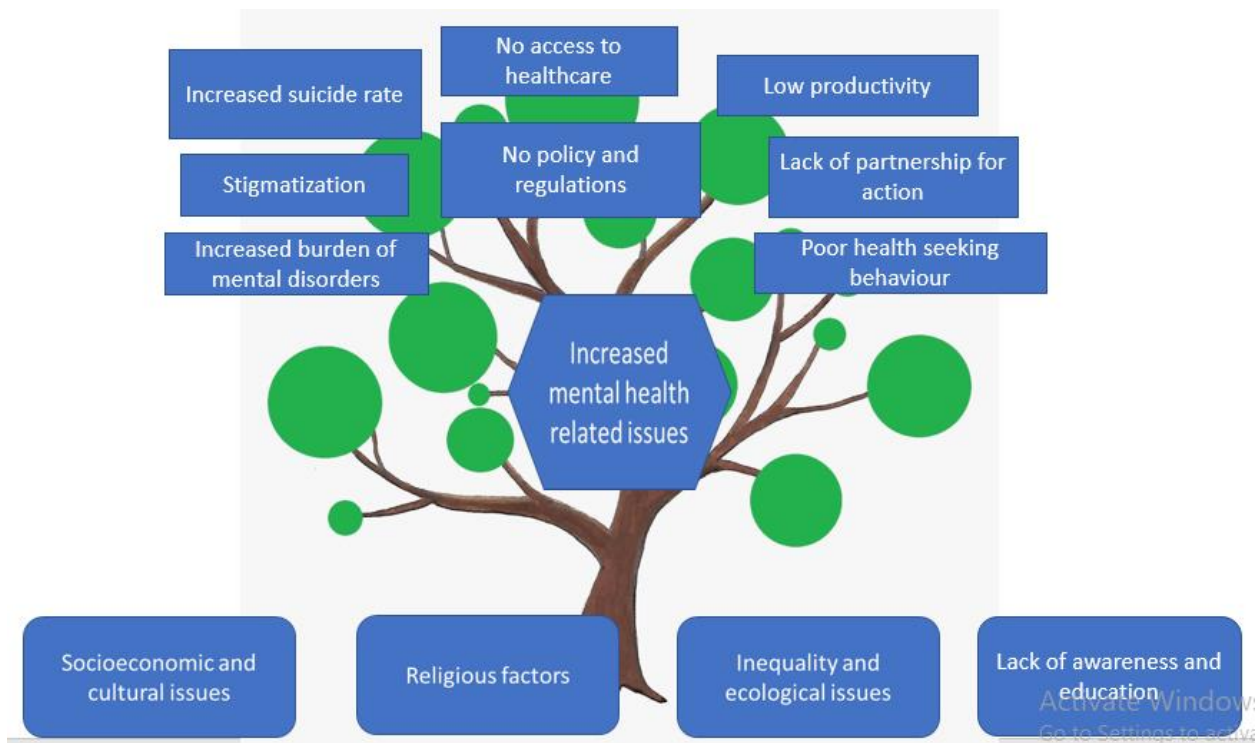 No access to
healthcare
Increased suicide rate
Low productivity
No policy and
regulations
Stigmatization
Lack of partnership for
action
Increased burden of
mental disorders
Poor health seeking
behaviour
Increased
mental health
related issues
Socioeconomic and
cultural issues
Religious factors
Inequality and
ecological issues
Lack of awareness and
education
Activate Windows
Go to Settings to activa